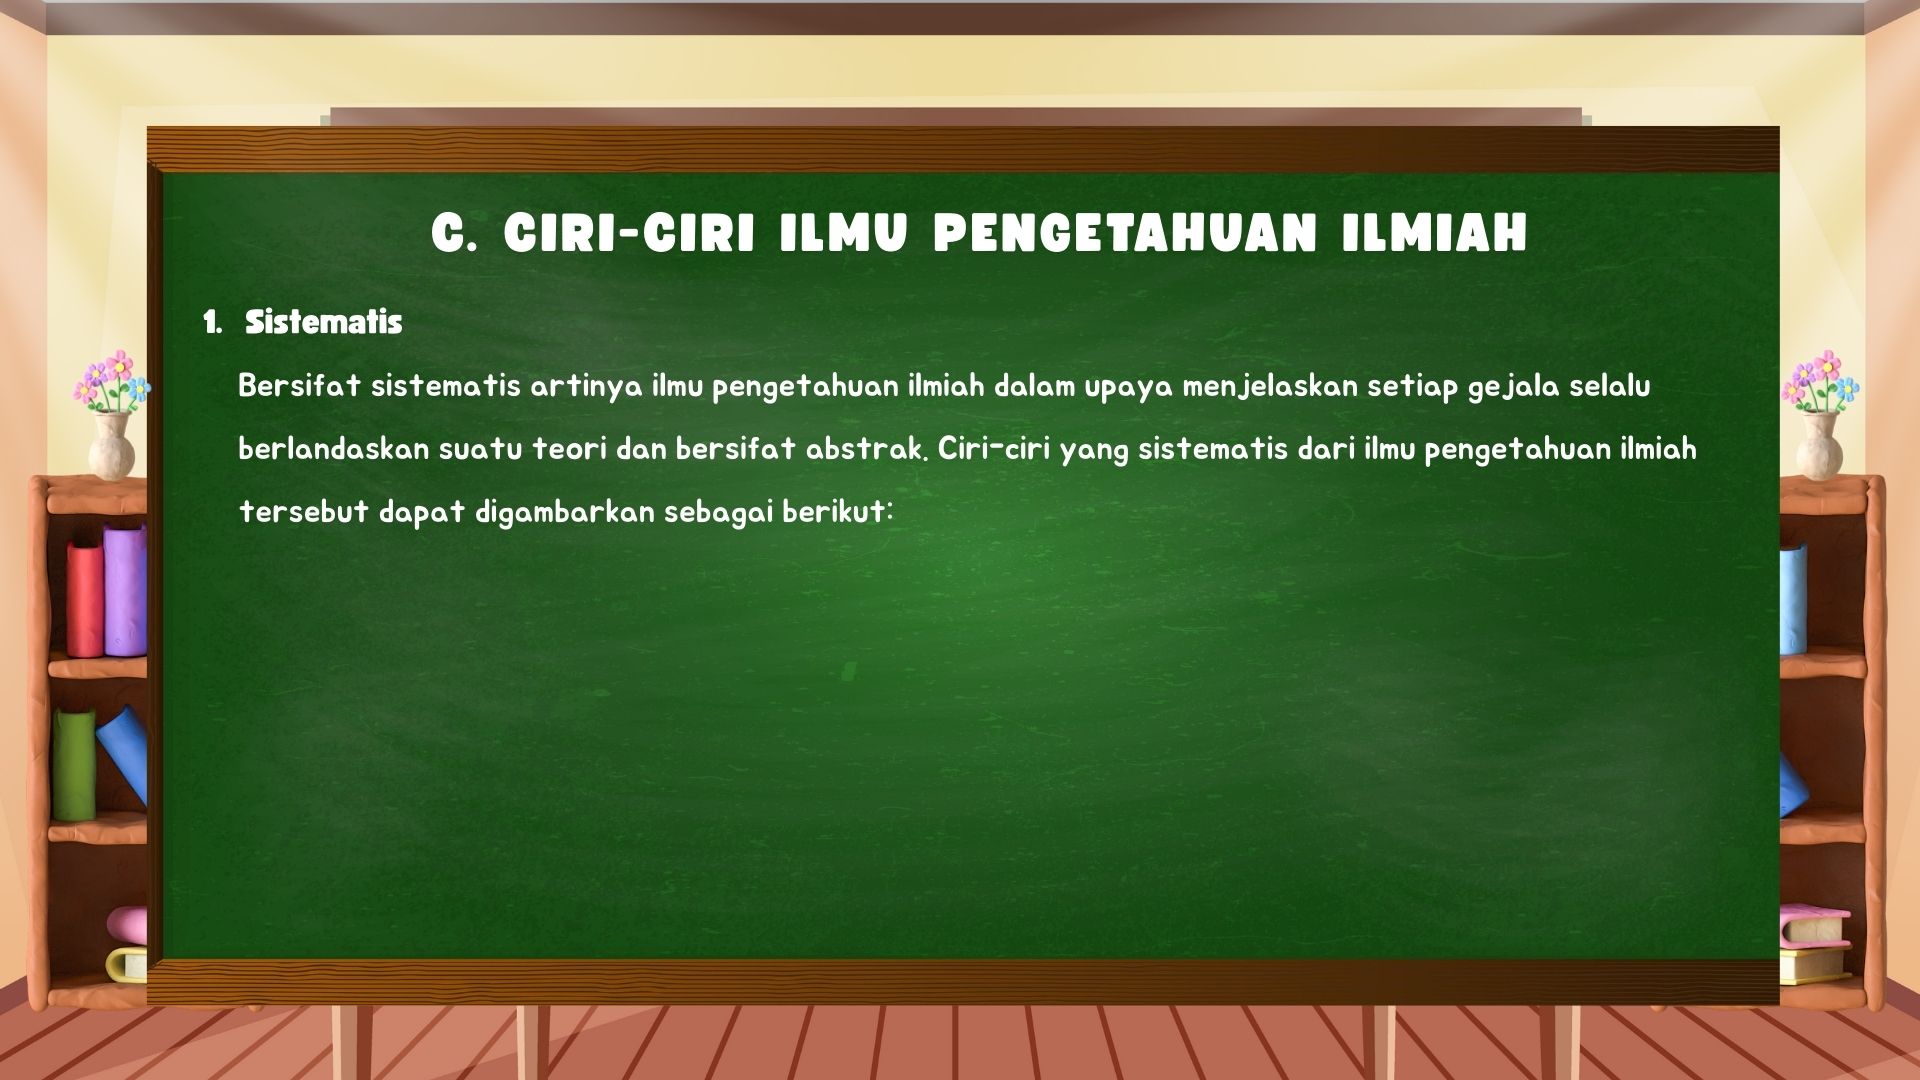 C. CIRI-CIRI ILMU PENGETAHUAN ILMIAH
1. Sistematis
Bersifat sistematis artinya ilmu pengetahuan ilmiah dalam upaya menjelaskan setiap gejala selalu
berlandaskan suatu teori dan bersifat abstrak. Ciri-ciri yang sistematis dari ilmu pengetahuan ilmiah
tersebut dapat digambarkan sebagai berikut: